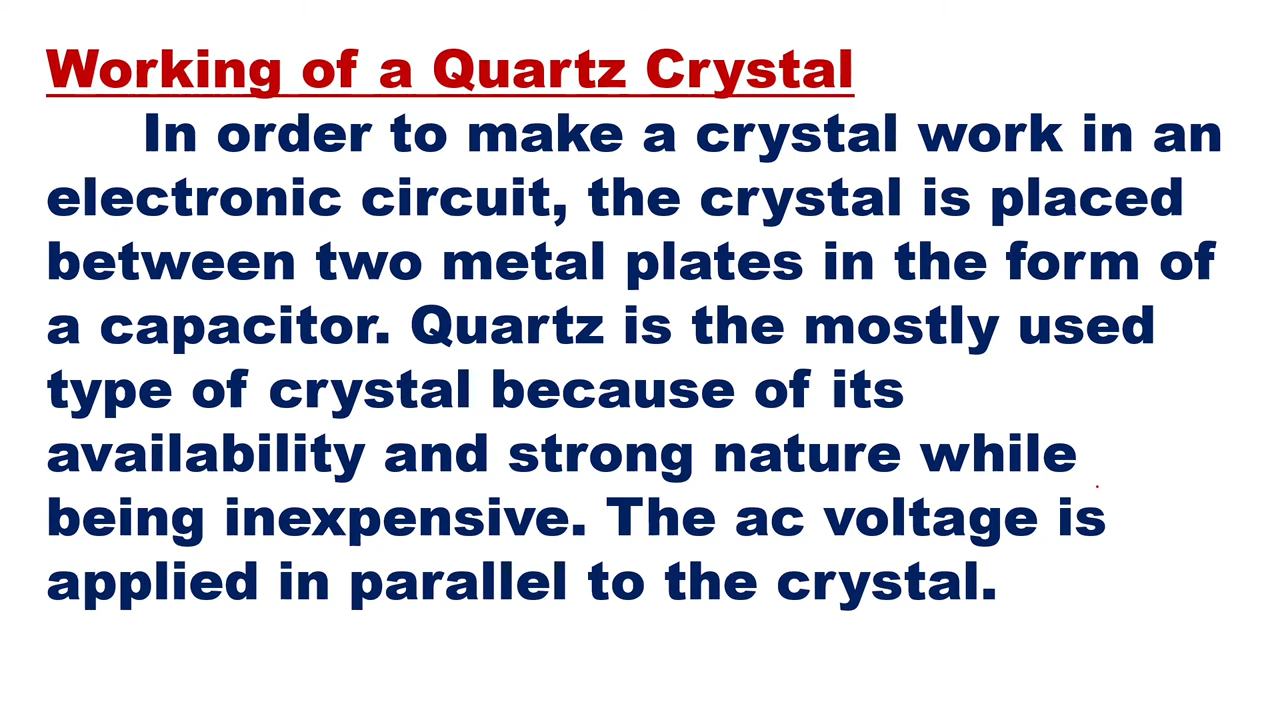 Working of a Quartz Crystal
In order to make a crystal work in an
electronic circuit, the crystal is placed
between two metal plates in the form of
a capacitor. Quartz is the mostly used
type of crystal because of its
availability and strong nature while
being inexpensive. The ac voltage is
applied in parallel to the crystal.